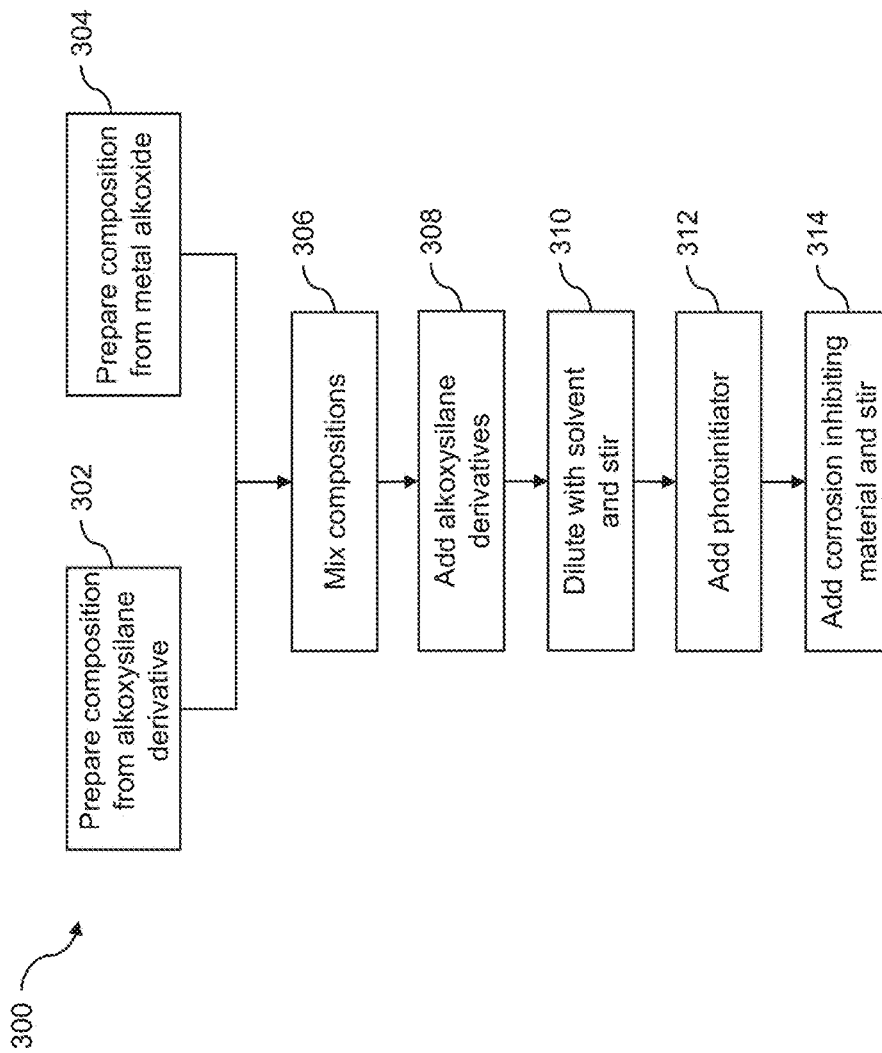 300
302
Prepare composition
from alkoxysilane
derivative
304
Prepare composition
from metal alkoxide
306
Mix compositions
308
Add alkoxysilane
derivatives
310
Dilute with solvent
and stir
312
Add photoinitiator
314
Add corrosion inhibiting
material and stir